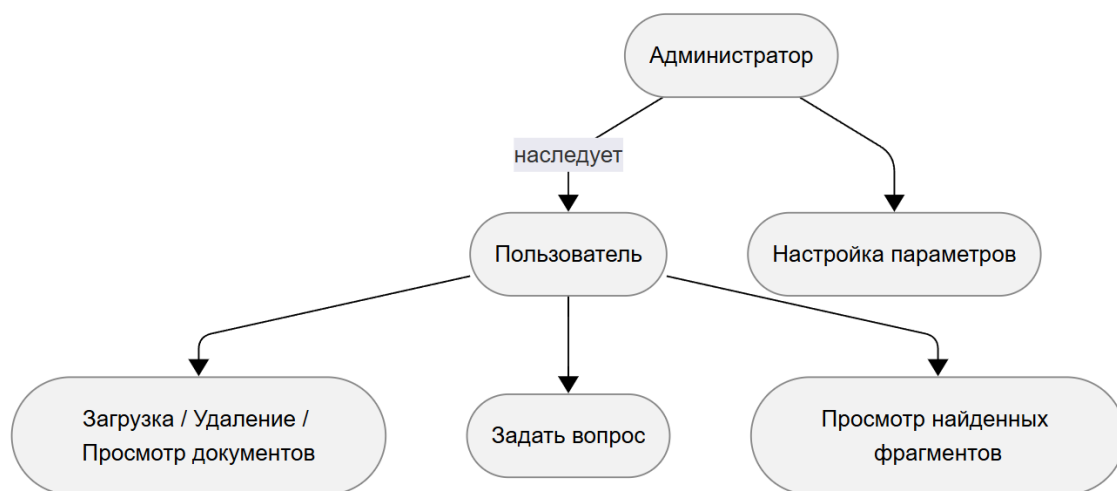 Администратор
наследует
Пользователь
Настройка параметров
Загрузка / Удаление /
Просмотр документов
Задать вопрос
Просмотр найденных
фрагментов